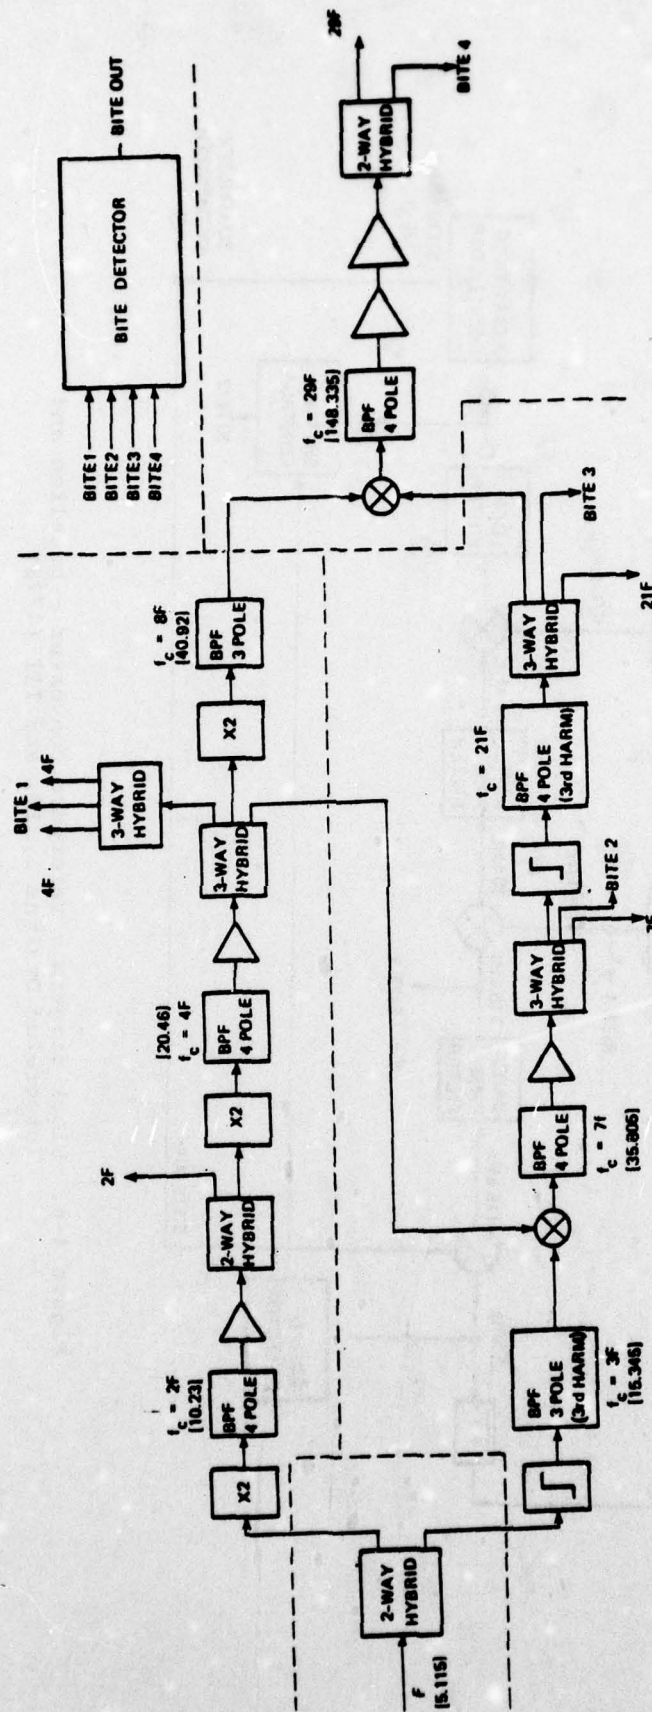 F
[5.115]
2-WAY
HYBRID
X2
f_c = 2F
[10.23]
BPF
4 POLE
2-WAY
HYBRID
2F
X2
[20.46]
f_c = 4F
BPF
4 POLE
3-WAY
HYBRID
3-WAY
HYBRID
4F
BITE 1
4F
X2
f_c = 8F
[40.92]
BPF
3 POLE
BPF
3 POLE
(3rd HARM)
f_c = 3F
[15.345]
BPF
4 POLE
f_c = 7f
[35.805]
3-WAY
HYBRID
BITE 2
7F
f_c = 21F
BPF
4 POLE
(3rd HARM)
3-WAY
HYBRID
21F
BITE 3
f_c = 29F
[148.335]
BPF
4 POLE
2-WAY
HYBRID
29F
BITE 4
BITE1
BITE2
BITE3
BITE4
BITE DETECTOR
BITE OUT